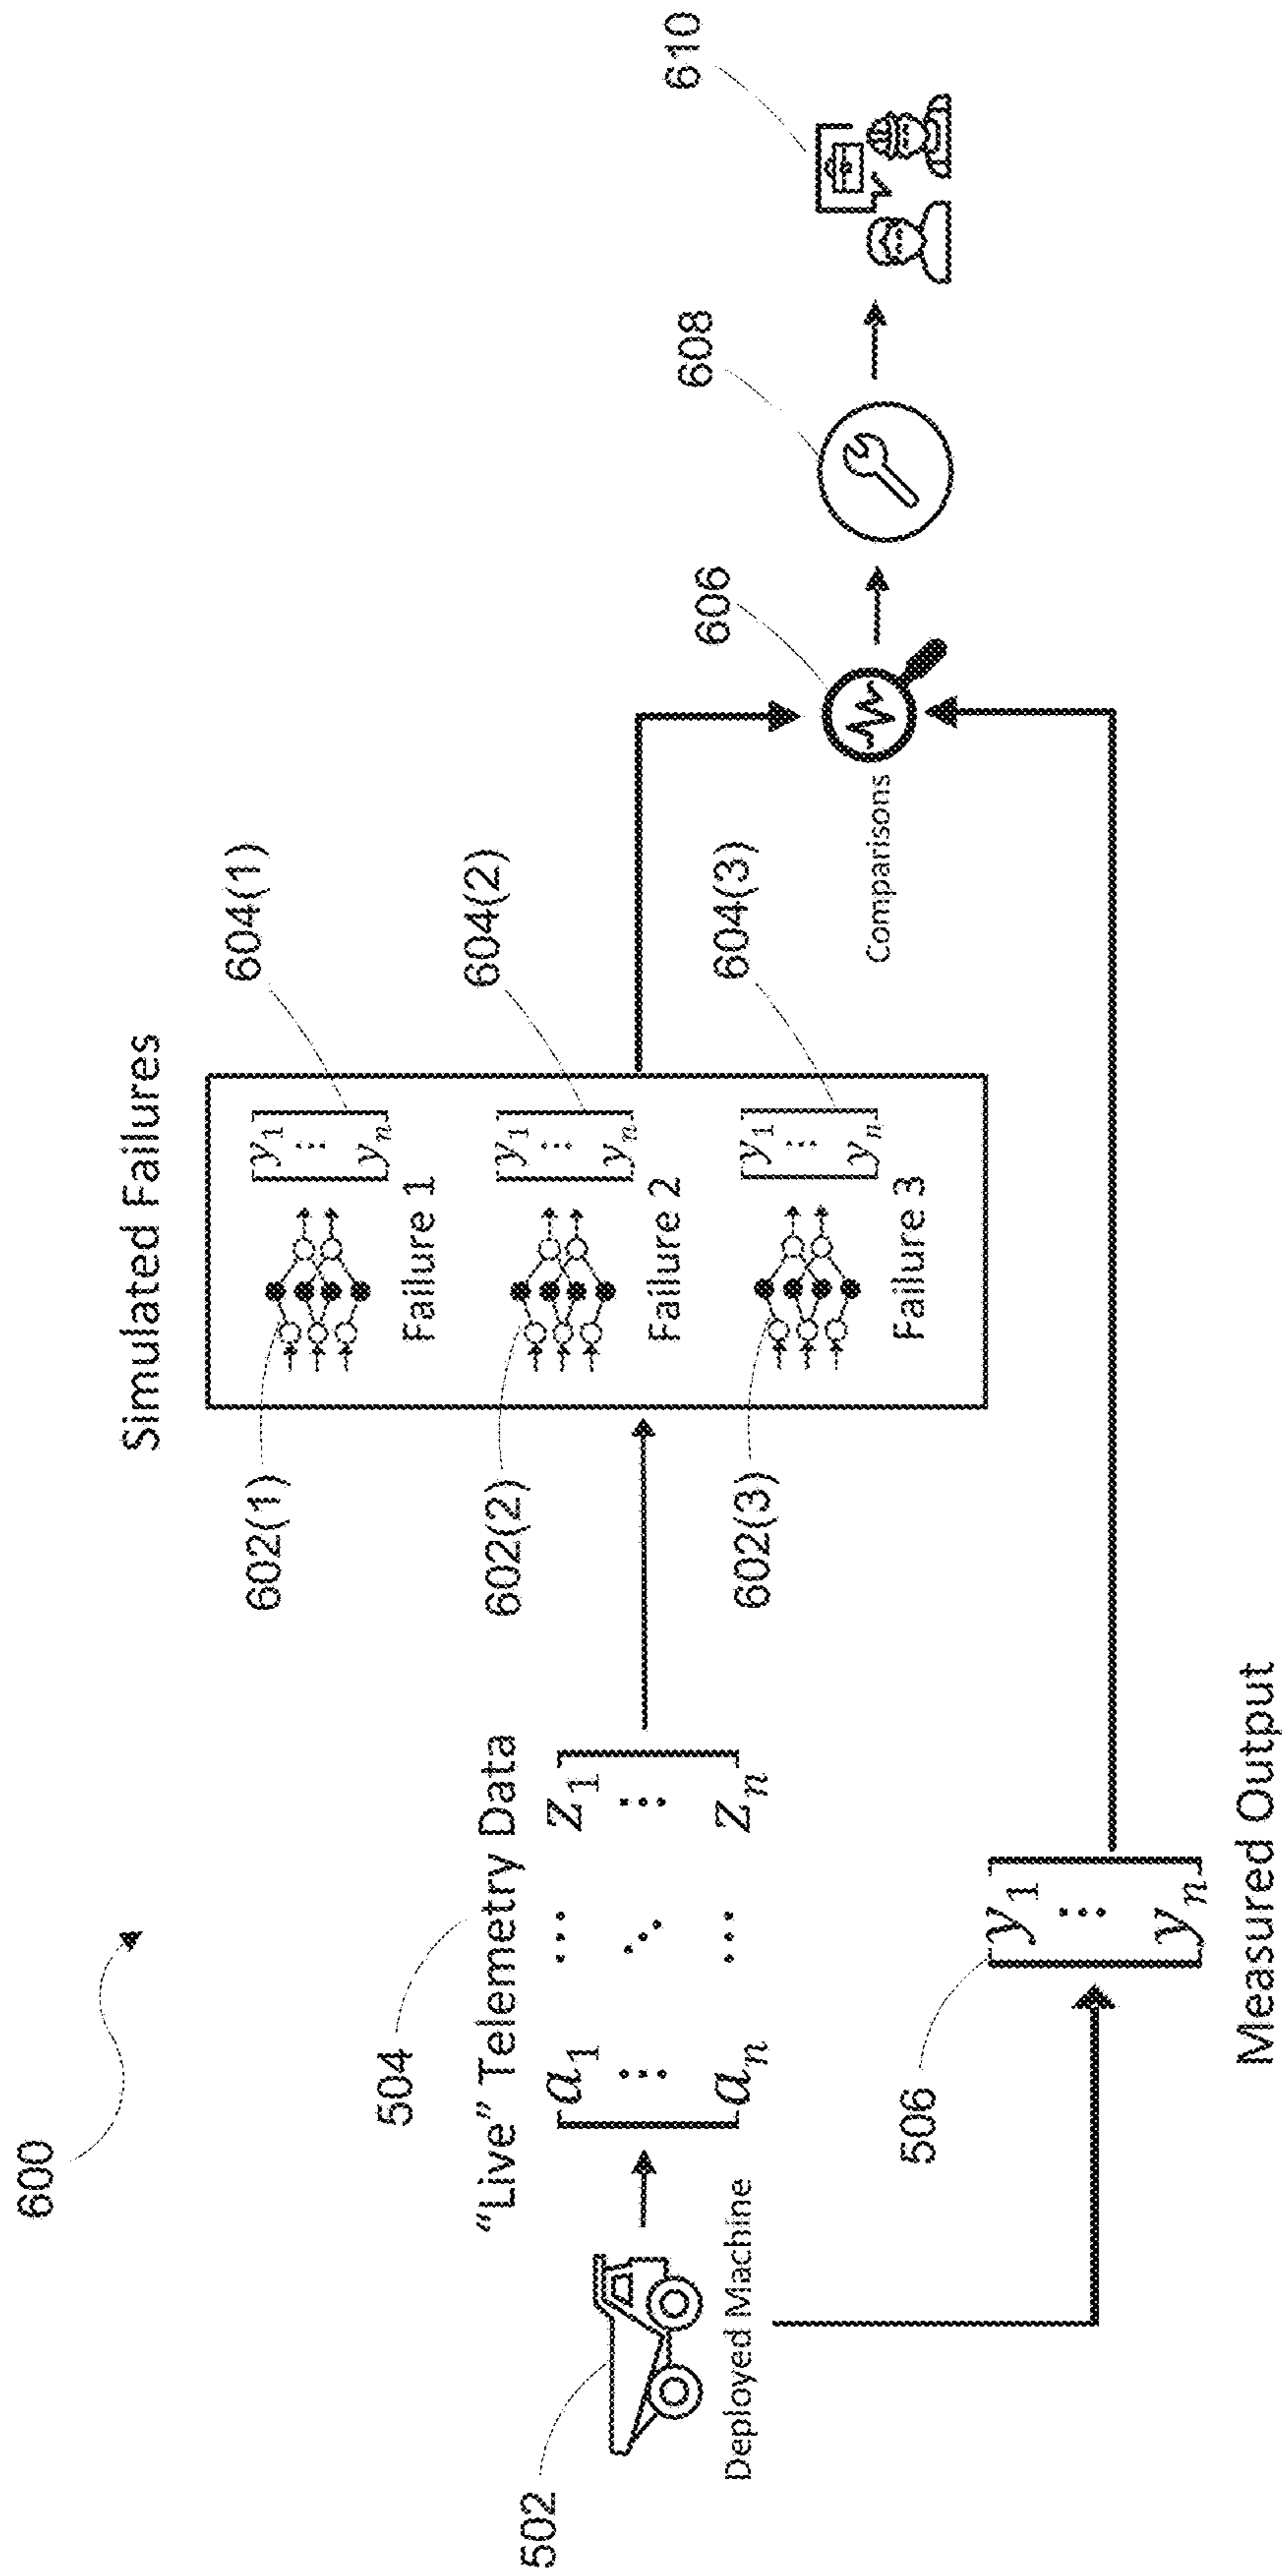 600
Simulated Failures
602(1)
604(1)
y1
⋮
yn
Failure 1
602(2)
604(2)
y1
⋮
yn
Failure 2
602(3)
604(3)
y1
⋮
yn
Failure 3
504
"Live" Telemetry Data
a1 ⋯ z1
⋮ ⋱ ⋮
an ⋯ zn
502
Deployed Machine
506
y1
⋮
yn
Measured Output
Comparisons
606
608
610